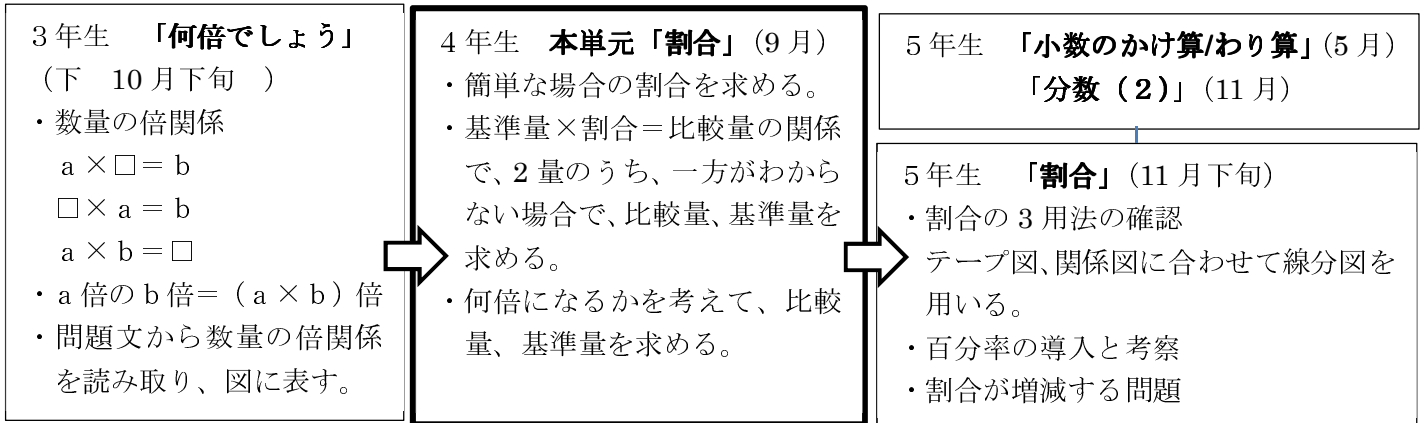 3年生　「何倍でしょう」
（下　10月下旬　）
・数量の倍関係
a×□=b
□×a=b
a×b=□
・a倍のb倍=（a×b）倍
・問題文から数量の倍関係
を読み取り、図に表す。
4年生　本単元「割合」（9月）
・簡単な場合の割合を求める。
・基準量×割合=比較量の関係
で、2量のうち、一方がわから
ない場合で、比較量、基準量を
求める。
・何倍になるかを考えて、比較
量、基準量を求める。
5年生　「小数のかけ算/わり算」（5月）
「分数（2）」（11月）
5年生　「割合」（11月下旬）
・割合の3用法の確認
テープ図、関係図に合わせて線分図を
用いる。
・百分率の導入と考察
・割合が増減する問題